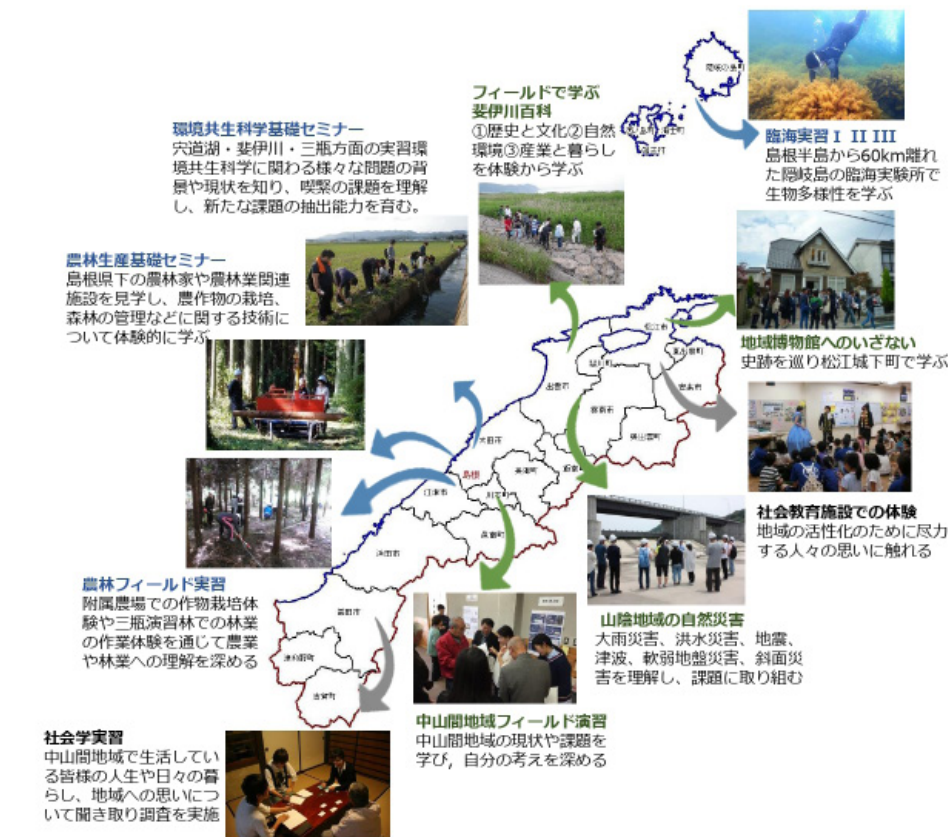 フィールドで学ぶ
斐伊川百科
①歴史と文化②自然
環境③産業と暮らし
を体験から学ぶ
環境共生科学基礎セミナー
宍道湖・斐伊川・三瓶方面の実習環
境共生科学に関わる様々な問題の背
景や現状を知り、喫緊の課題を理解
し、新たな課題の抽出能力を育む。
臨海実習 I II III
島根半島から60km離れ
た隠岐島の臨海実験所で
生物多様性を学ぶ
農林生産基礎セミナー
島根県下の農林家や農林業関連
施設を見学し、農作物の栽培、
森林の管理などに関する技術に
ついて体験的に学ぶ
地域博物館へのいざない
史跡を巡り松江城下町で学ぶ
松江市
出雲市
雲南市
安来市
奥出雲町
大田市
島根
美郷町
飯南町
川本町
江津市
邑南町
浜田市
益田市
津和野町
吉賀町
社会教育施設での体験
地域の活性化のために尽力
する人々の思いに触れる
農林フィールド実習
附属農場での作物栽培体
験や三瓶演習林での林業
の作業体験を通じて農業
や林業への理解を深める
山陰地域の自然災害
大雨災害、洪水災害、地震、
津波、軟弱地盤災害、斜面災
害を理解し、課題に取り組む
中山間地域フィールド演習
中山間地域の現状や課題を
学び，自分の考えを深める
社会学実習
中山間地域で生活してい
る皆様の人生や日々の暮
らし、地域への思いにつ
いて聞き取り調査を実施